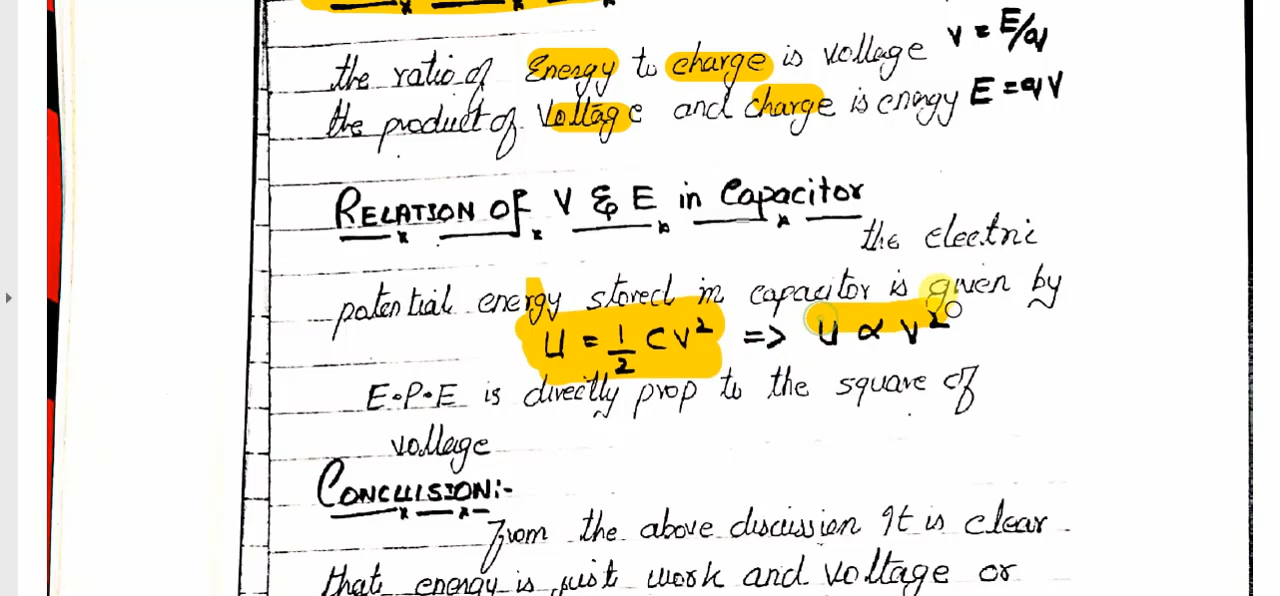 the ratio of Energy to charge is voltage V = E/q
the product of Voltage and charge is energy E = qV
RELATION OF V & E in Capacitor
the electric
potential energy stored in capacitor is given by
U = 1/2 CV² => U ∝ V²
E.P.E is directly prop to the square of
voltage
CONCLUSION:-
From the above discussion It is clear
that energy is just work and voltage or